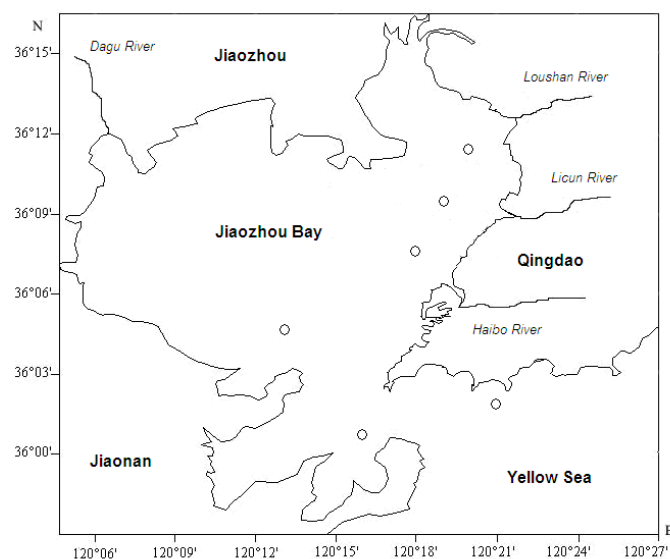 N
36°15'
Dagu River
Jiaozhou
Loushan River
36°12'
Licun River
36°09'
Jiaozhou Bay
Qingdao
36°06'
Haibo River
36°03'
36°00'
Jiaonan
Yellow Sea
E
120°06' 120°09' 120°12' 120°15' 120°18' 120°21' 120°24' 120°27'